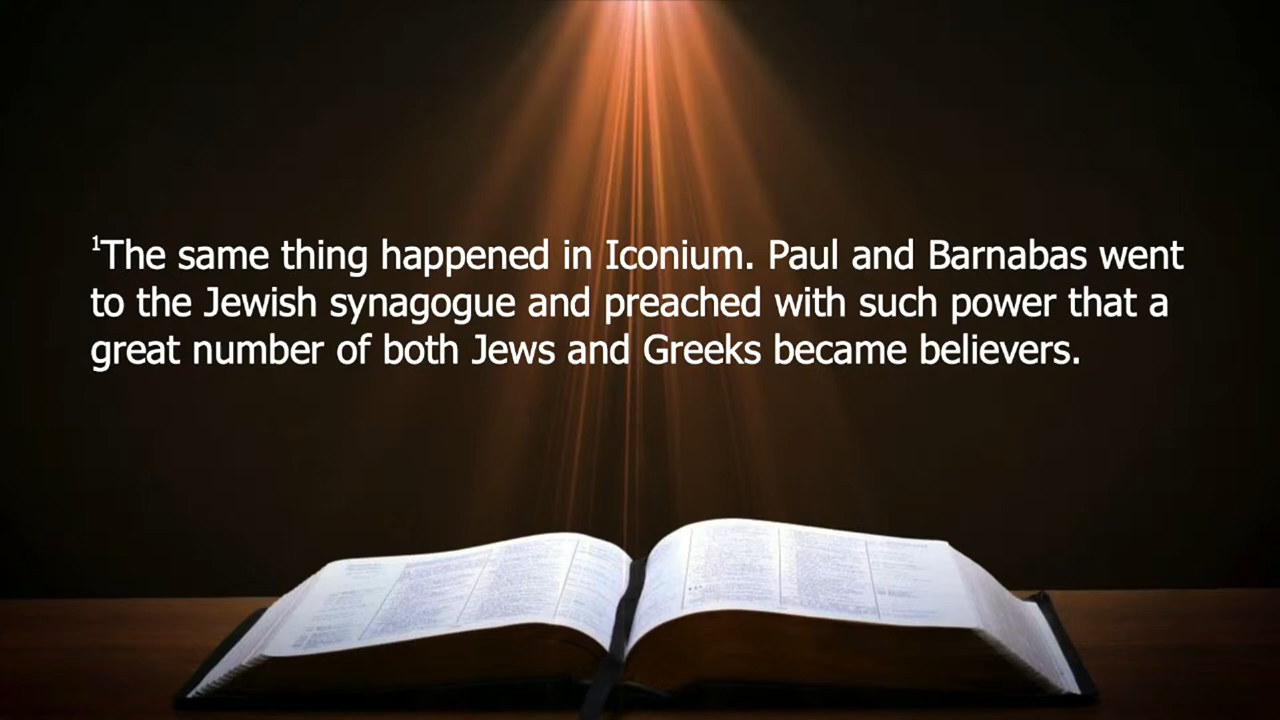 ¹The same thing happened in Iconium. Paul and Barnabas went
to the Jewish synagogue and preached with such power that a
great number of both Jews and Greeks became believers.